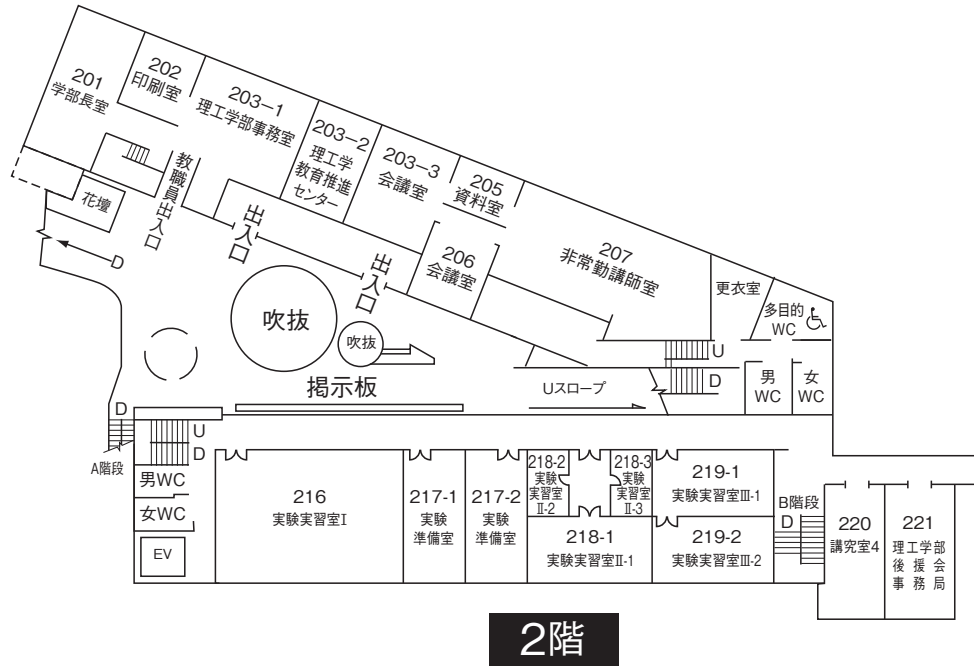 201
学部長室
202
印刷室
203−1
理工学部事務室
203−2
理工学
教育推進
センター
203−3
会議室
205
資料室
206
会議室
207
非常勤講師室
更衣室
多目的
WC
教職員出入口
花壇
D
出入口
出入口
吹抜
吹抜
掲示板
Uスロープ
U
D
男
WC
女
WC
D
A階段
U
D
男WC
女WC
EV
216
実験実習室Ⅰ
217-1
実験
準備室
217-2
実験
準備室
218-2
実験
実習室
Ⅱ-2
218-3
実験
実習室
Ⅱ-3
218-1
実験実習室Ⅱ-1
219-1
実験実習室Ⅲ-1
219-2
実験実習室Ⅲ-2
B階段
D
220
講究室4
221
理工学部
後援会
事務局
2階